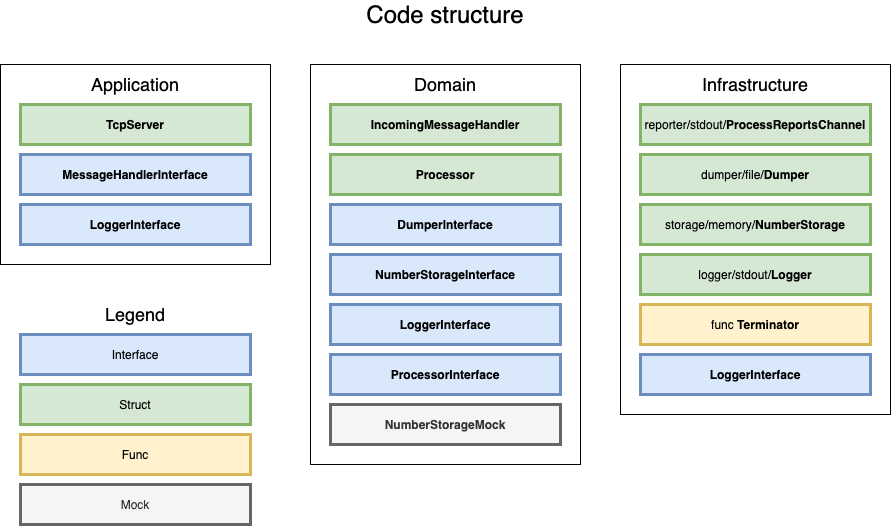 Code structure
Application
TcpServer
MessageHandlerInterface
LoggerInterface
Domain
IncomingMessageHandler
Processor
DumperInterface
NumberStorageInterface
LoggerInterface
ProcessorInterface
NumberStorageMock
Infrastructure
reporter/stdout/ProcessReportsChannel
dumper/file/Dumper
storage/memory/NumberStorage
logger/stdout/Logger
func Terminator
LoggerInterface
Legend
Interface
Struct
Func
Mock